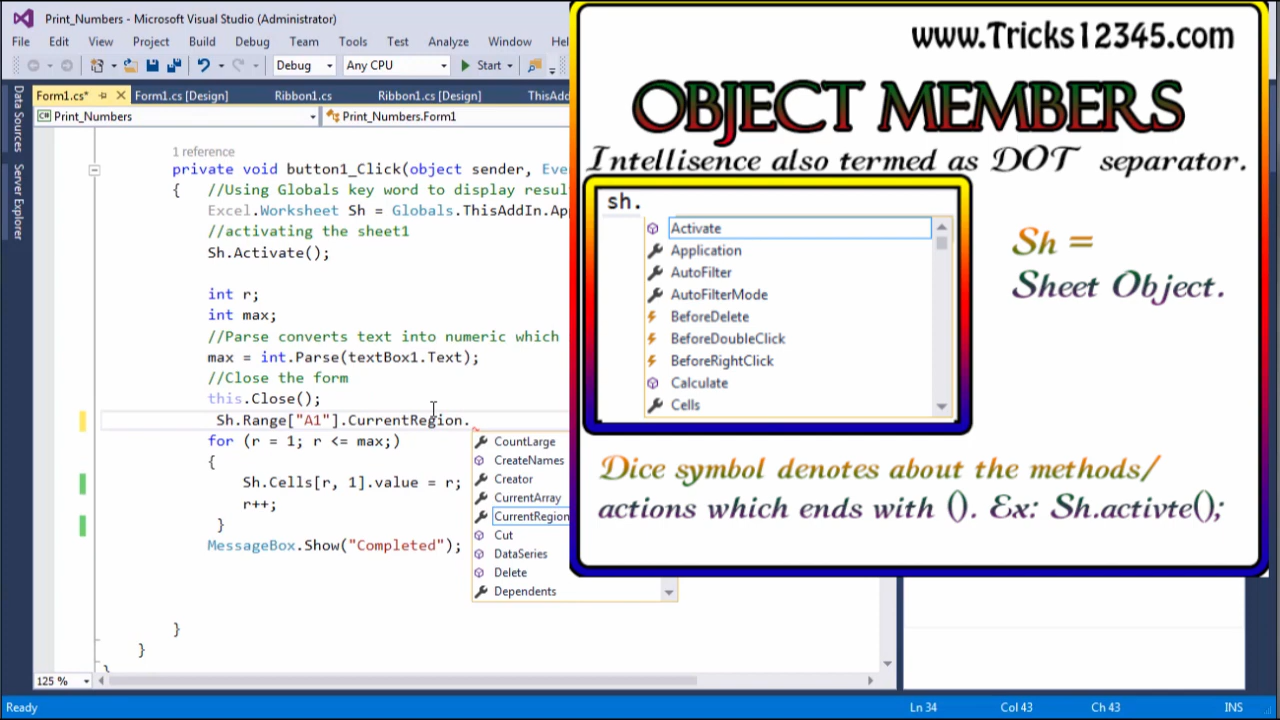 Print_Numbers - Microsoft Visual Studio (Administrator)
File Edit View Project Build Debug Team Tools Test Analyze Window Hel
Debug Any CPU Start
Form1.cs* Form1.cs [Design] Ribbon1.cs Ribbon1.cs [Design] ThisAdd
Print_Numbers Print_Numbers.Form1
Data Sources
Server Explorer
1 reference
private void button1_Click(object sender, Eve
{ //Using Globals key word to display resul
Excel.Worksheet Sh = Globals.ThisAddIn.Ap
//activating the sheet1
Sh.Activate();
int r;
int max;
//Parse converts text into numeric which
max = int.Parse(textBox1.Text);
//Close the form
this.Close();
Sh.Range["A1"].CurrentRegion.
for (r = 1; r <= max;)
{
Sh.Cells[r, 1].value = r;
r++;
}
MessageBox.Show("Completed");
}
}
}
CountLarge
CreateNames
Creator
CurrentArray
CurrentRegion
Cut
DataSeries
Delete
Dependents
125 %
Ready Ln 34 Col 43 Ch 43 INS
www.Tricks12345.com
OBJECT MEMBERS
Intellisence also termed as DOT separator.
sh.
Activate
Application
AutoFilter
AutoFilterMode
BeforeDelete
BeforeDoubleClick
BeforeRightClick
Calculate
Cells
Sh =
Sheet Object.
Dice symbol denotes about the methods/
actions which ends with (). Ex: Sh.activte();